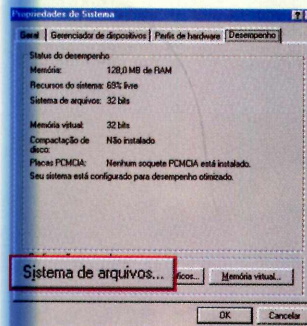 Propriedades de Sistema
Geral Gerenciador de dispositivos Perfis de hardware Desempenho
Status do desempenho
Memória: 128,0 MB de RAM
Recursos do sistema: 69% livre
Sistema de arquivos: 32 bits
Memória virtual: 32 bits
Compactação de Não instalado
disco:
Placas PCMCIA: Nenhum soquete PCMCIA está instalado.
Seu sistema está configurado para desempenho otimizado.
Sistema de arquivos... Memória virtual...
OK Cancelar